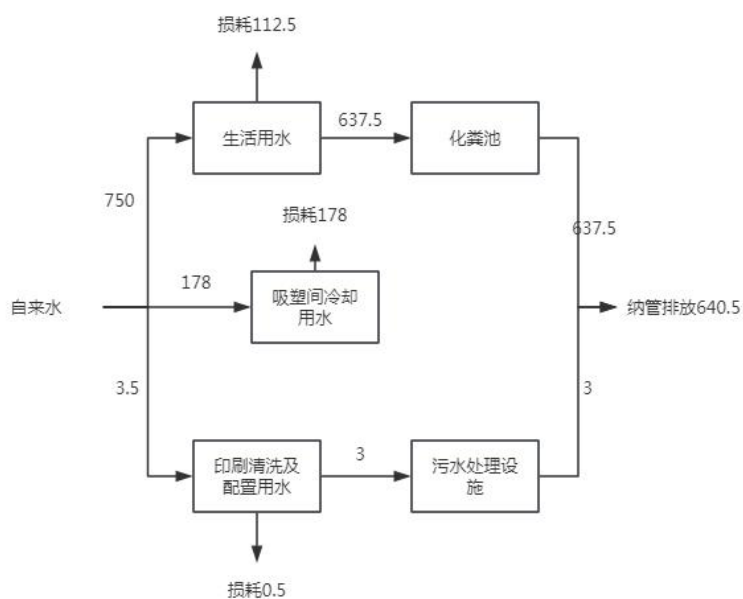 损耗112.5
生活用水
637.5
化粪池
750
损耗178
637.5
178
吸塑间冷却
用水
自来水
纳管排放640.5
3.5
3
印刷清洗及
配置用水
3
污水处理设
施
损耗0.5